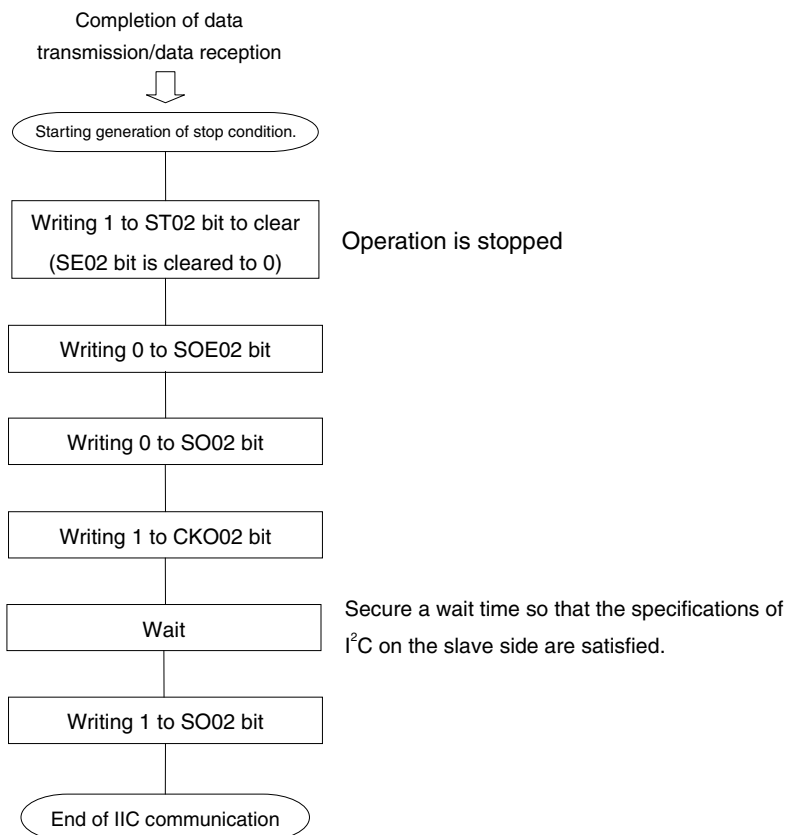 Completion of data
transmission/data reception
Starting generation of stop condition.
Writing 1 to ST02 bit to clear
(SE02 bit is cleared to 0)
Operation is stopped
Writing 0 to SOE02 bit
Writing 0 to SO02 bit
Writing 1 to CKO02 bit
Wait
Secure a wait time so that the specifications of
I²C on the slave side are satisfied.
Writing 1 to SO02 bit
End of IIC communication